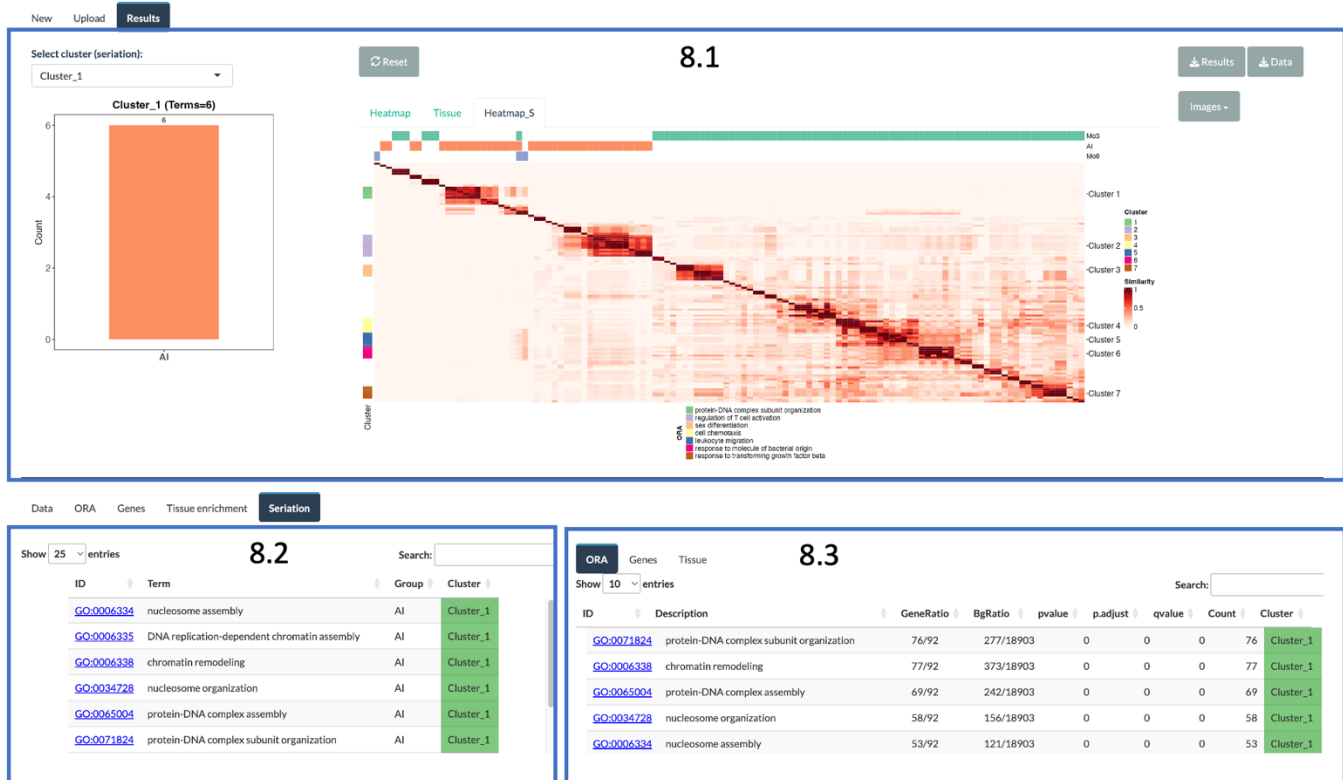 New Upload Results
8.1
Select cluster (seriation):
Cluster_1
Reset
Results Data
Images
Cluster_1 (Terms=6)
6
6
4
2
0
Count
AI
Heatmap Tissue Heatmap_S
Mo3
AI
Mo6
Cluster 1
Cluster 2
Cluster 3
Cluster 4
Cluster 5
Cluster 6
Cluster 7
Cluster
1
2
3
4
5
6
7
Similarity
1
0.5
0
Cluster
ORA
protein-DNA complex subunit organization
regulation of T cell activation
sex differentiation
cell chemotaxis
leukocyte migration
response to molecule of bacterial origin
response to transforming growth factor beta
Data ORA Genes Tissue enrichment Seriation
8.2
Show 25 entries Search:
ID Term Group Cluster
GO:0006334 nucleosome assembly AI Cluster_1
GO:0006335 DNA replication-dependent chromatin assembly AI Cluster_1
GO:0006338 chromatin remodeling AI Cluster_1
GO:0034728 nucleosome organization AI Cluster_1
GO:0065004 protein-DNA complex assembly AI Cluster_1
GO:0071824 protein-DNA complex subunit organization AI Cluster_1
8.3
ORA Genes Tissue
Show 10 entries Search:
ID Description GeneRatio BgRatio pvalue p.adjust qvalue Count Cluster
GO:0071824 protein-DNA complex subunit organization 76/92 277/18903 0 0 0 76 Cluster_1
GO:0006338 chromatin remodeling 77/92 373/18903 0 0 0 77 Cluster_1
GO:0065004 protein-DNA complex assembly 69/92 242/18903 0 0 0 69 Cluster_1
GO:0034728 nucleosome organization 58/92 156/18903 0 0 0 58 Cluster_1
GO:0006334 nucleosome assembly 53/92 121/18903 0 0 0 53 Cluster_1